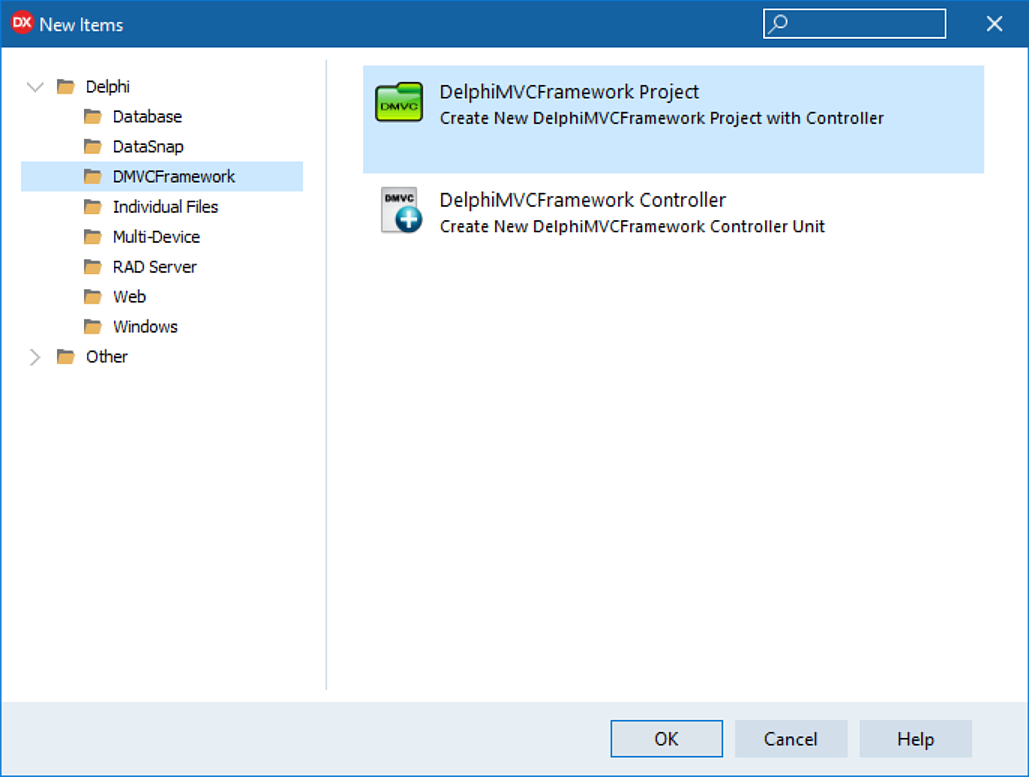 DX New Items
Delphi
Database
DataSnap
DMVCFramework
Individual Files
Multi-Device
RAD Server
Web
Windows
Other
DMVC
DelphiMVCFramework Project
Create New DelphiMVCFramework Project with Controller
DMVC
DelphiMVCFramework Controller
Create New DelphiMVCFramework Controller Unit
OK
Cancel
Help